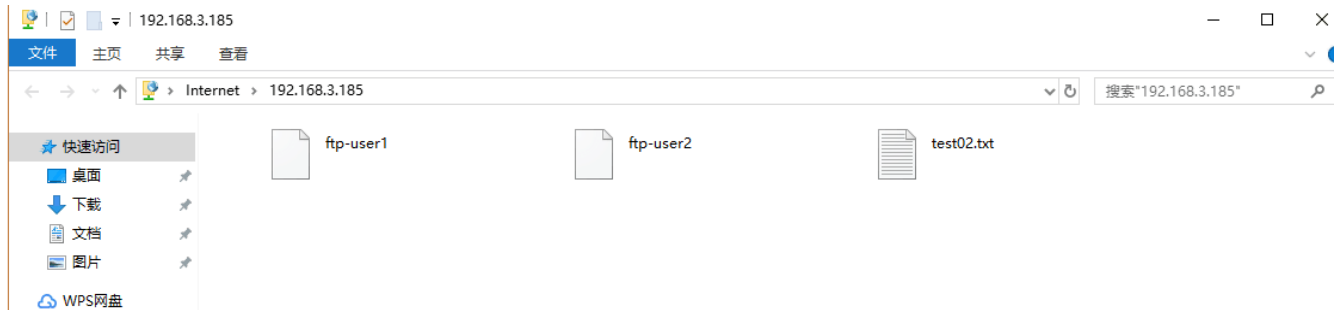 192.168.3.185
文件 主页 共享 查看
Internet 192.168.3.185 搜索"192.168.3.185"
快速访问
桌面
下载
文档
图片
WPS网盘
ftp-user1 ftp-user2 test02.txt